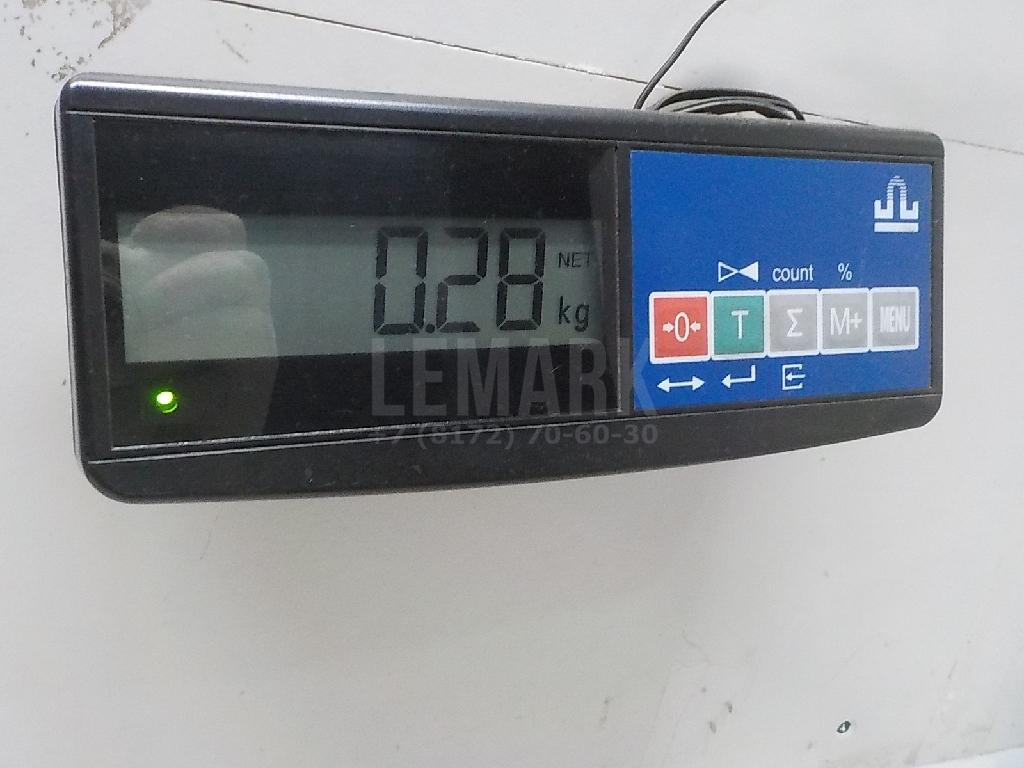 0.28 NET
kg
count %
→0← T Σ M+ MENU
LEMARK
+7 (8172) 70-60-30